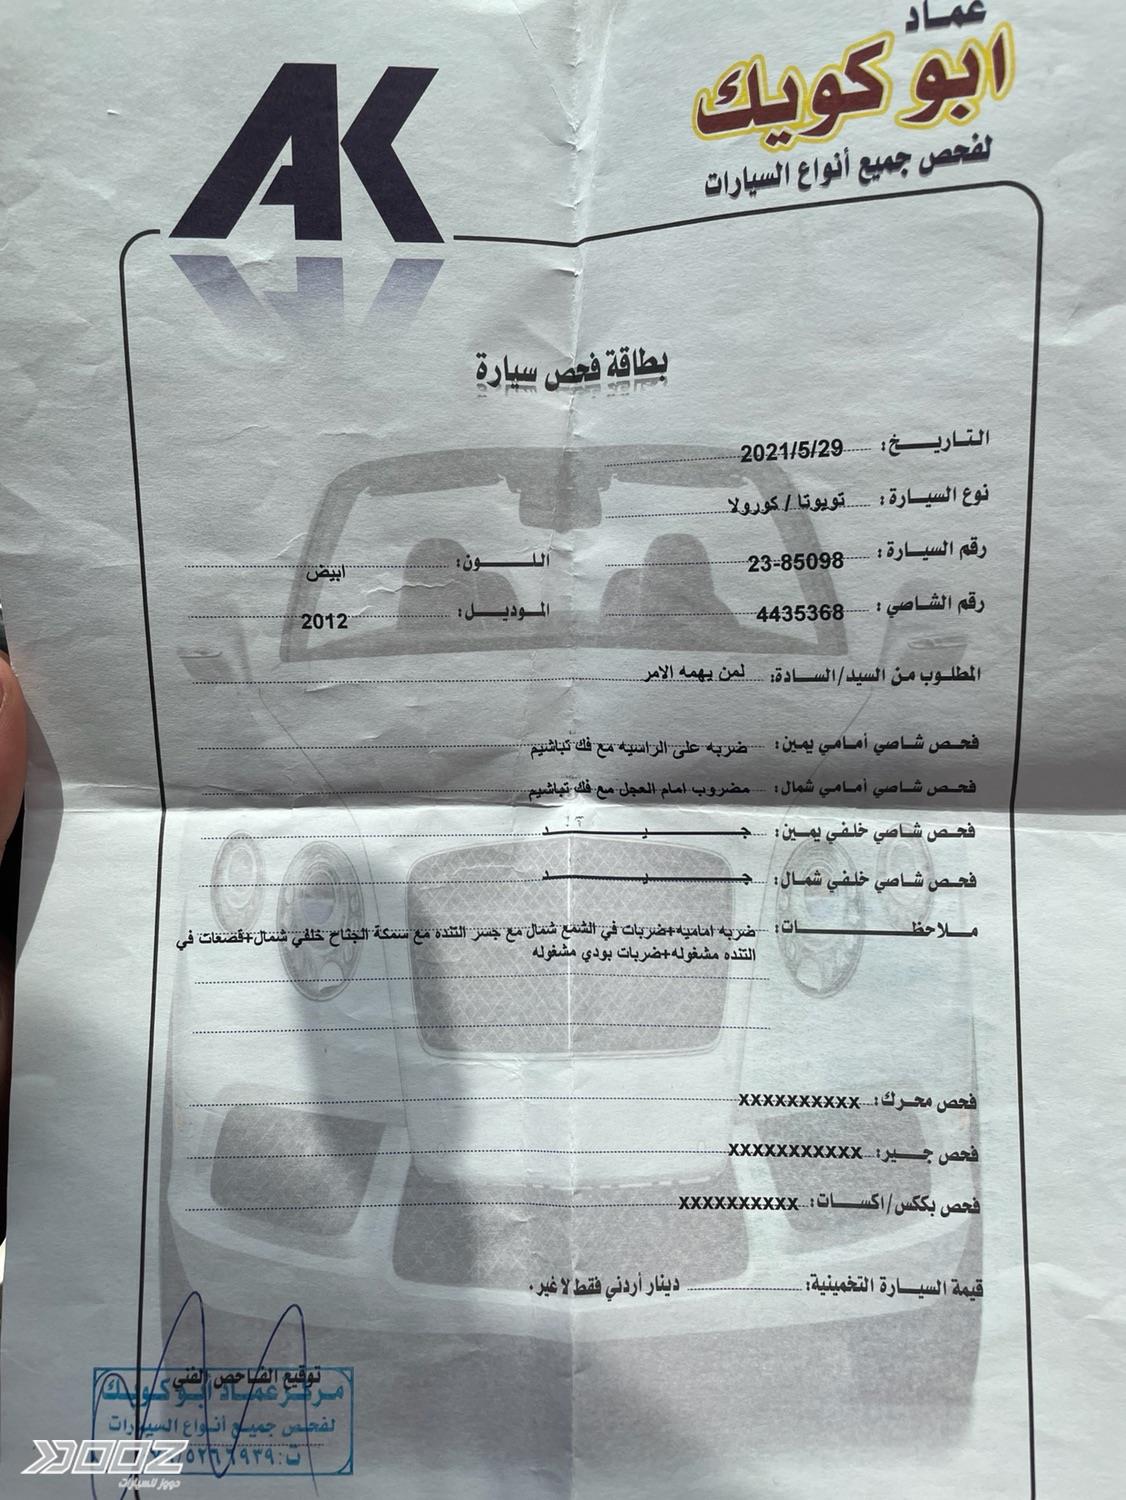 عماد
ابو كويك
لفحص جميع أنواع السيارات
AK
بطاقة فحص سيارة
التاريخ: 2021/5/29
نوع السيارة: تويوتا / كورولا
رقم السيارة: 23-85098 اللون: ابيض
رقم الشاصي: 4435368 الموديل: 2012
المطلوب من السيد/السادة: لمن يهمه الامر
فحص شاصي أمامي يمين: ضربه على الراسيه مع فك تباشيم
فحص شاصي أمامي شمال: مضروب امام العجل مع فك تباشيم
فحص شاصي خلفي يمين: جيد
فحص شاصي خلفي شمال: جيد
ملاحظات: ضربه اماميه+ضربات في الشمع شمال مع جسر التنده مع سمكة الجناح خلفي شمال+قصعات في
التنده مشغوله+ضربات بودي مشغوله
فحص محرك: xxxxxxxxxx
فحص جير: xxxxxxxxxxx
فحص بككس/اكسات: xxxxxxxxxx
قيمة السيارة التخمينية: دينار أردني فقط لا غير.
توقيع الفاحص الفني
مركز عماد أبو كويك
لفحص جميع أنواع السيارات
ت:
DOOZ
دووز للسيارات